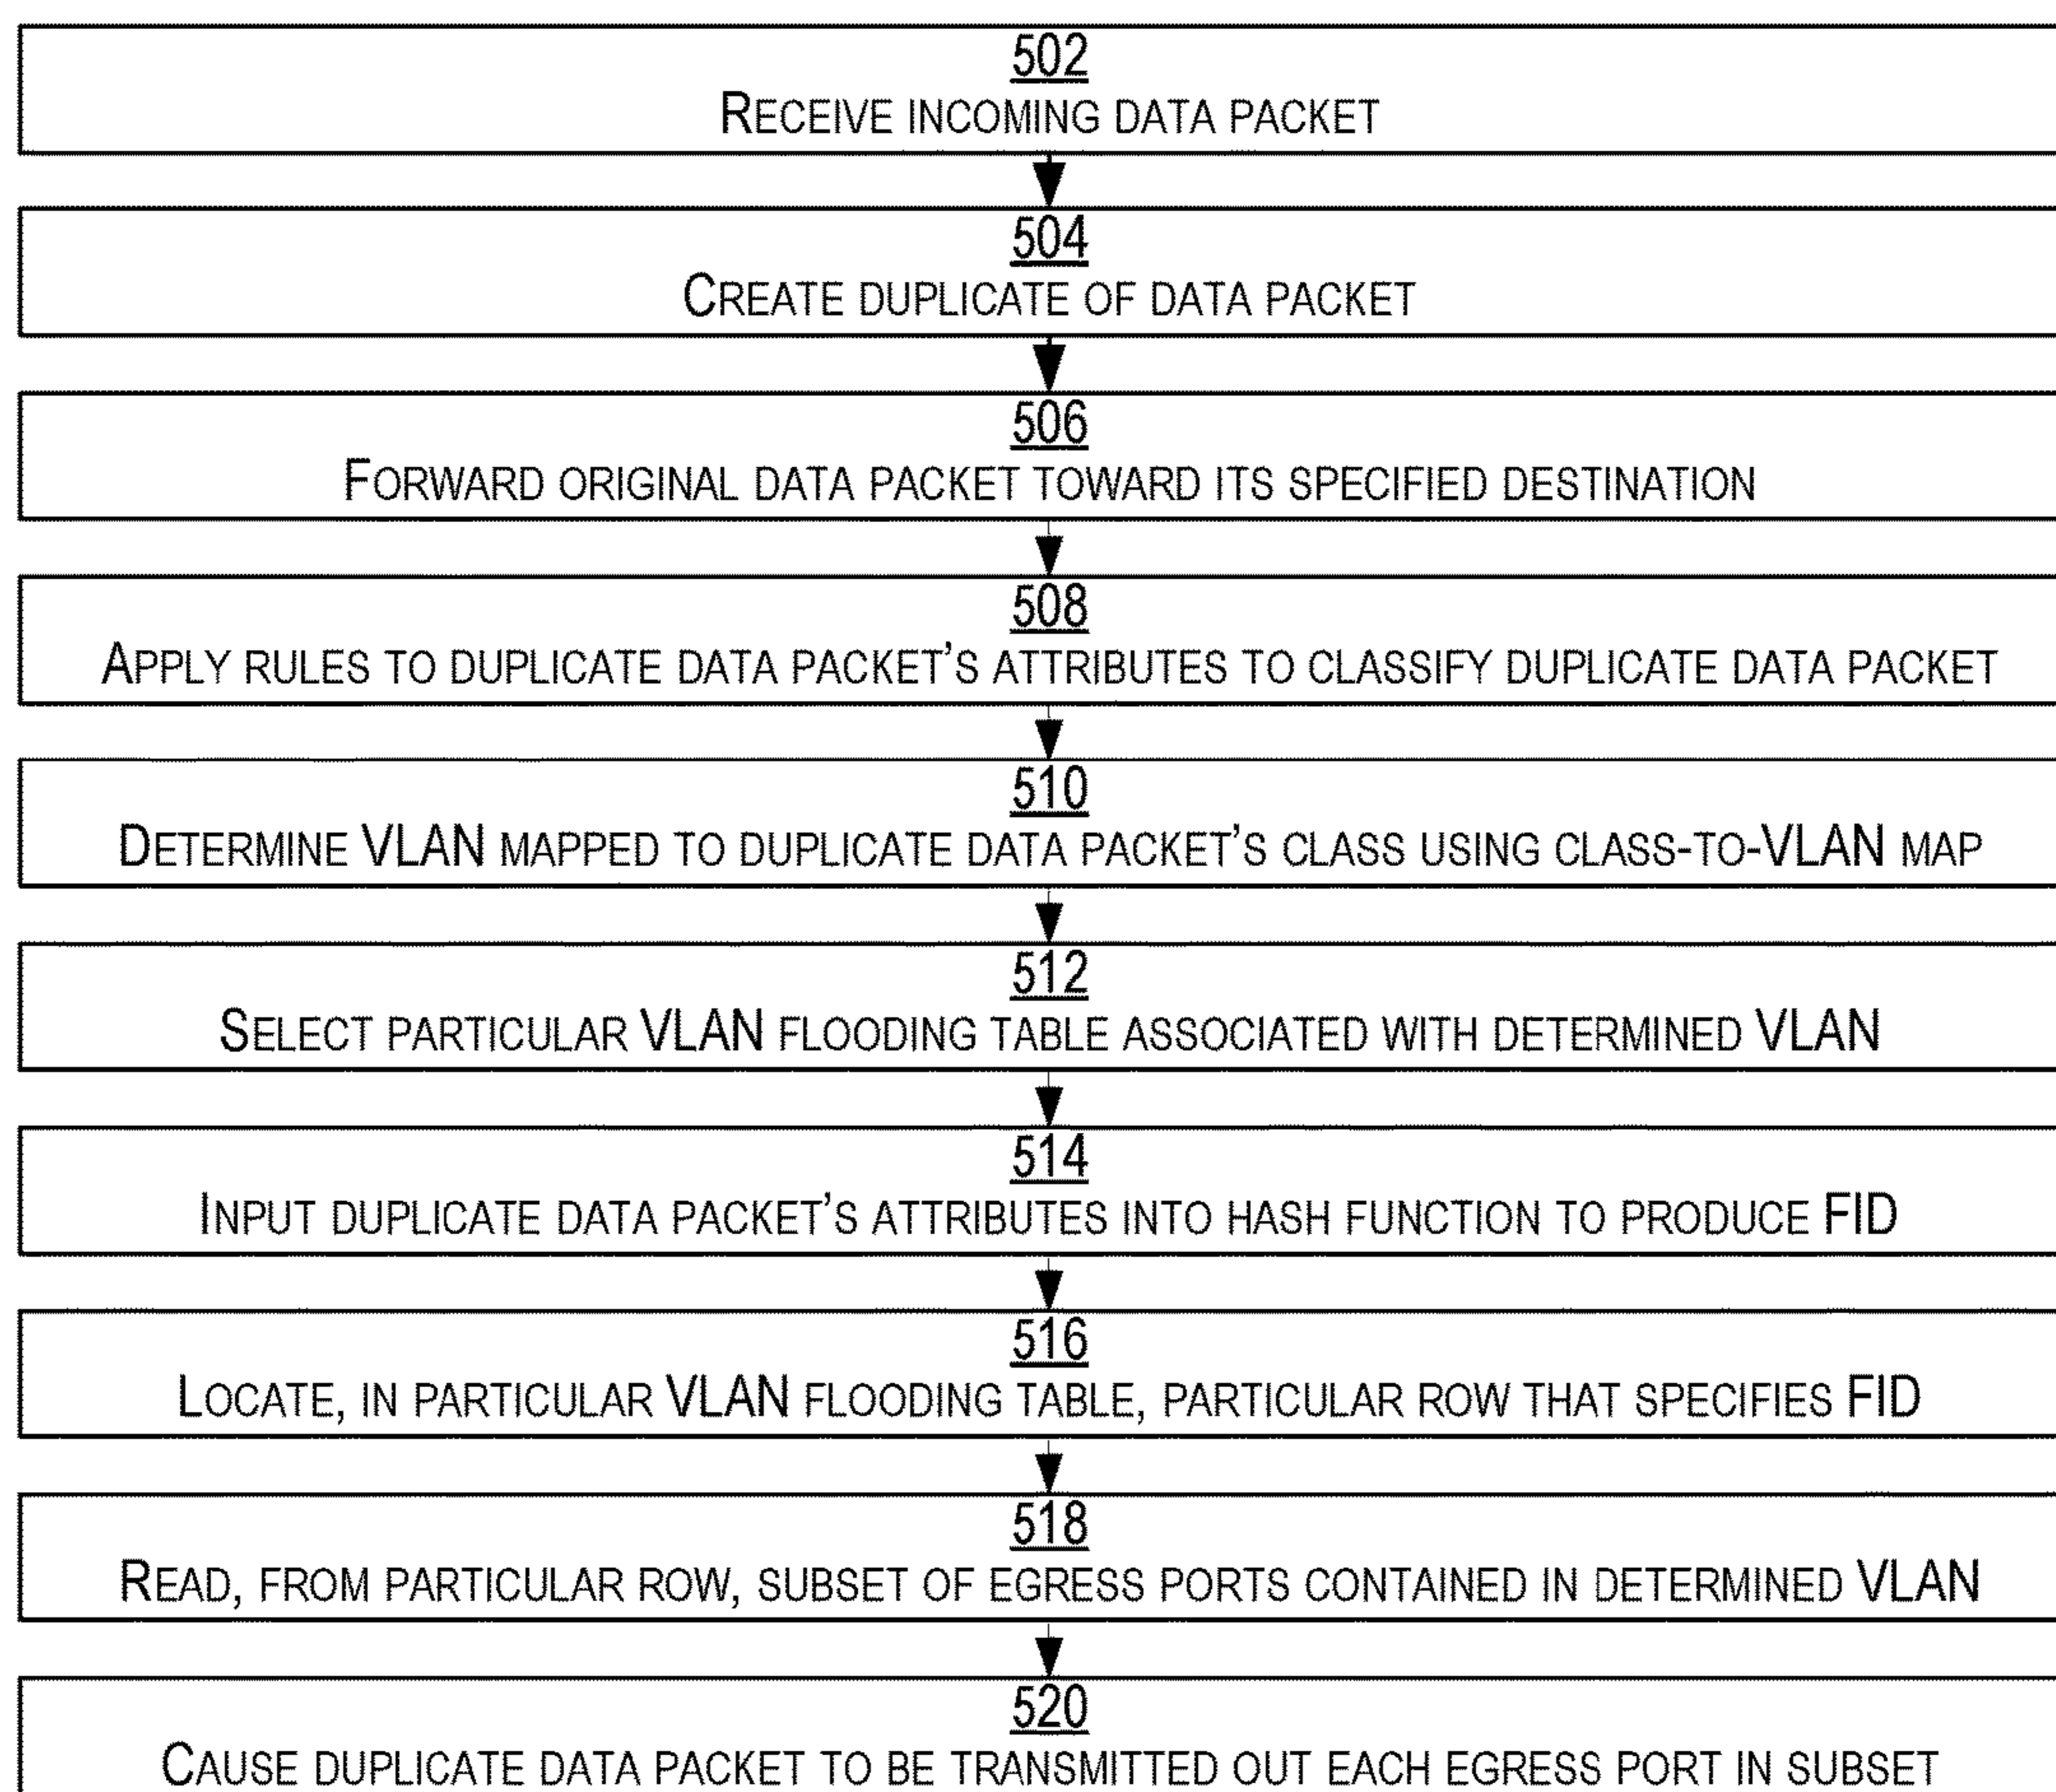 502
RECEIVE INCOMING DATA PACKET
504
CREATE DUPLICATE OF DATA PACKET
506
FORWARD ORIGINAL DATA PACKET TOWARD ITS SPECIFIED DESTINATION
508
APPLY RULES TO DUPLICATE DATA PACKET'S ATTRIBUTES TO CLASSIFY DUPLICATE DATA PACKET
510
DETERMINE VLAN MAPPED TO DUPLICATE DATA PACKET'S CLASS USING CLASS-TO-VLAN MAP
512
SELECT PARTICULAR VLAN FLOODING TABLE ASSOCIATED WITH DETERMINED VLAN
514
INPUT DUPLICATE DATA PACKET'S ATTRIBUTES INTO HASH FUNCTION TO PRODUCE FID
516
LOCATE, IN PARTICULAR VLAN FLOODING TABLE, PARTICULAR ROW THAT SPECIFIES FID
518
READ, FROM PARTICULAR ROW, SUBSET OF EGRESS PORTS CONTAINED IN DETERMINED VLAN
520
CAUSE DUPLICATE DATA PACKET TO BE TRANSMITTED OUT EACH EGRESS PORT IN SUBSET